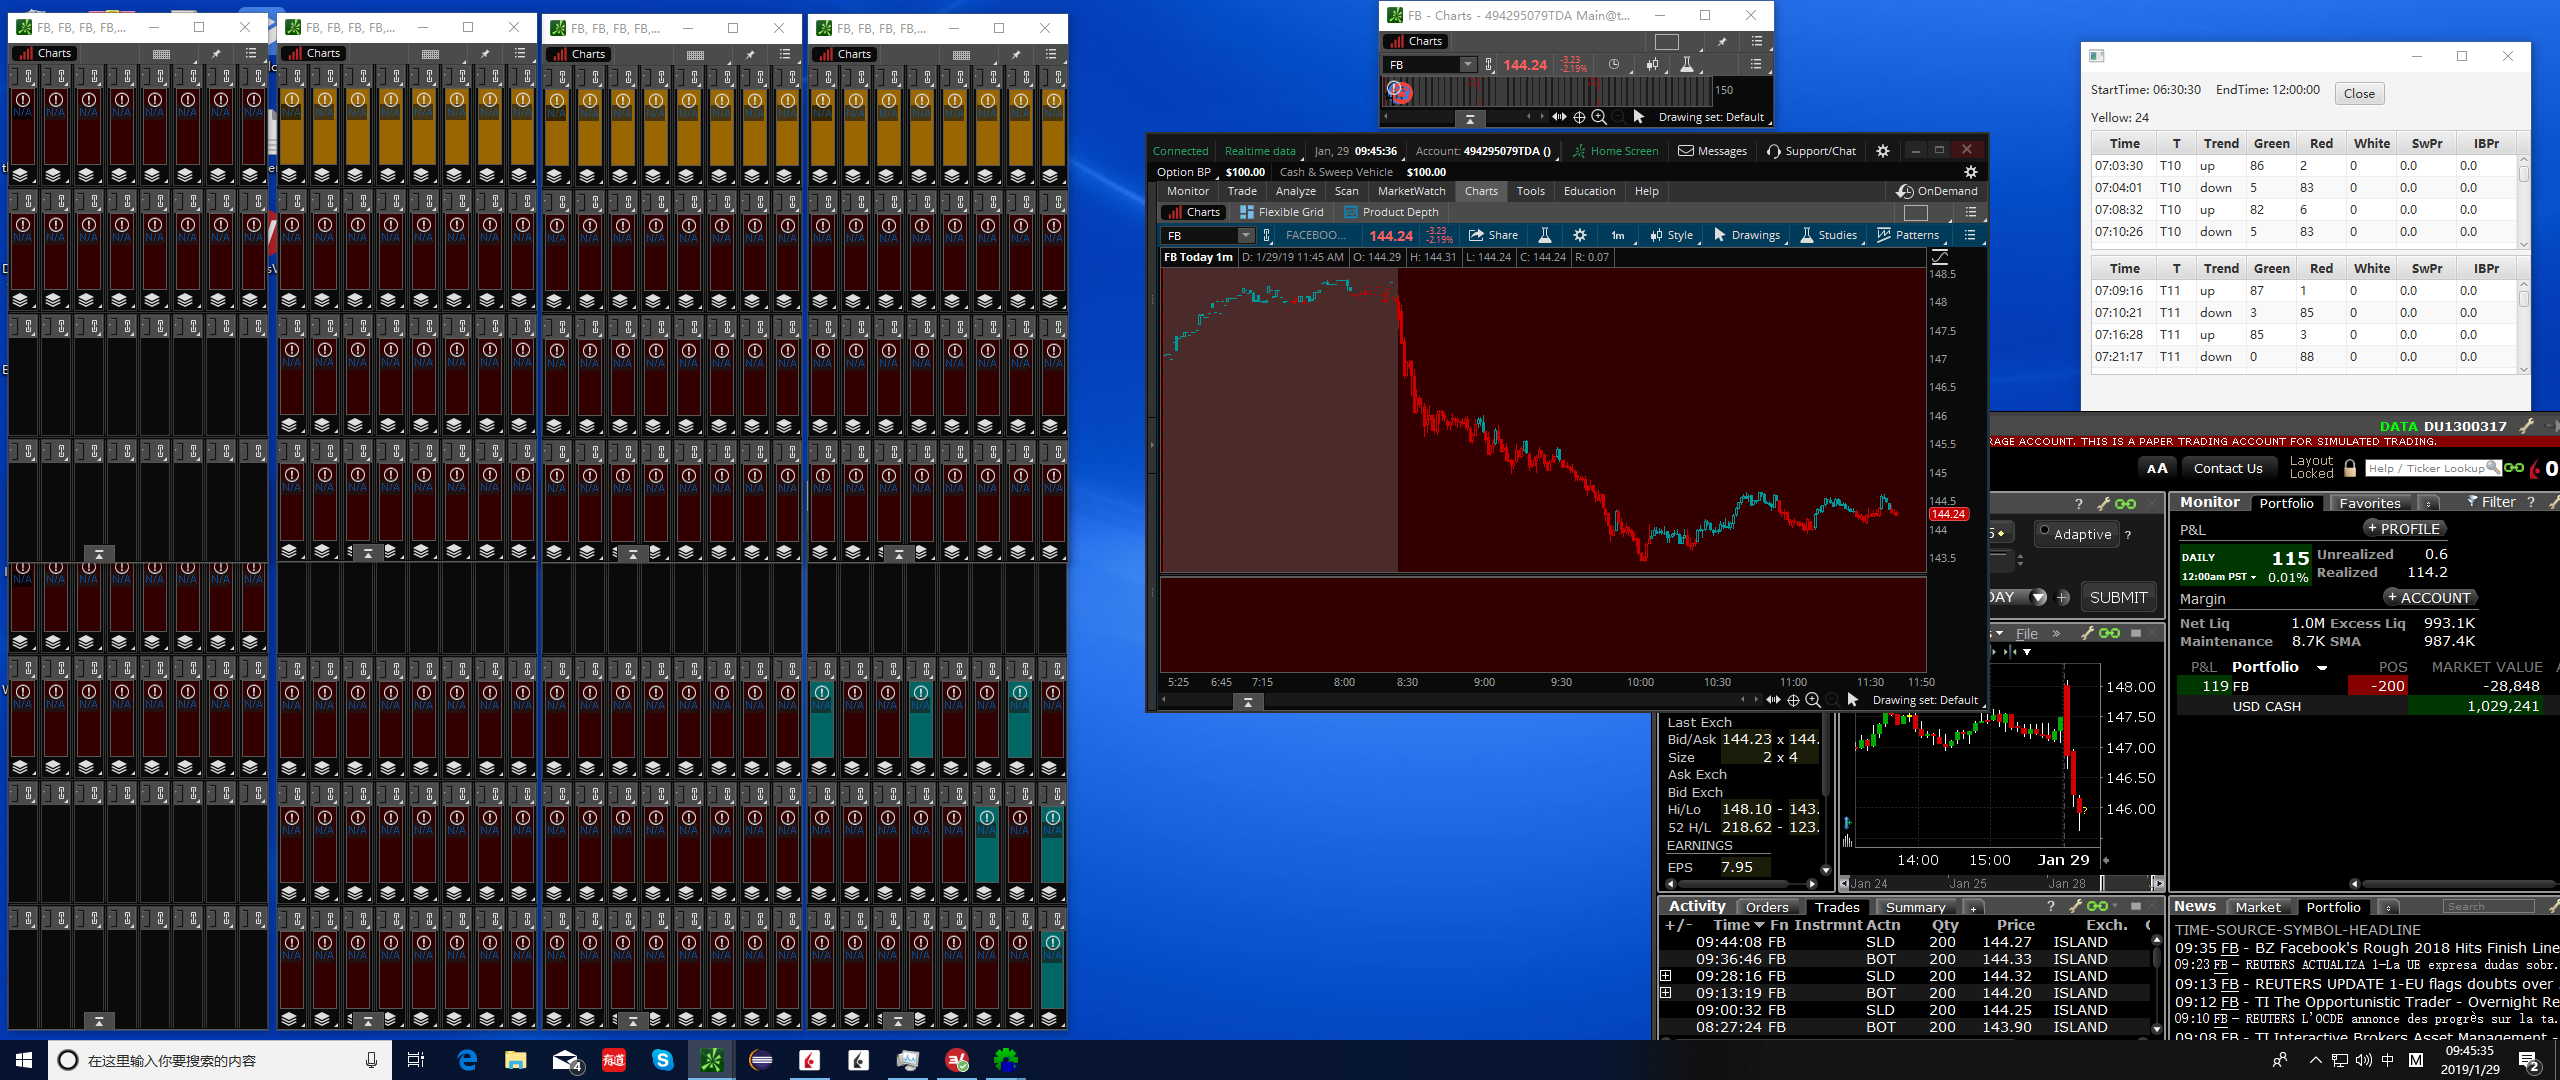 FB, FB, FB, FB,...
Charts
FB, FB, FB, FB,...
Charts
FB, FB, FB, FB,...
Charts
FB, FB, FB, FB,...
Charts
N/A
FB - Charts - 494295079TDA Main@t...
Charts
FB 144.24 -3.23 -2.19%
150
Drawing set: Default
Connected Realtime data Jan, 29 09:45:36 Account: 494295079TDA () Home Screen Messages Support/Chat
Option BP $100.00 Cash & Sweep Vehicle $100.00
Monitor Trade Analyze Scan MarketWatch Charts Tools Education Help OnDemand
Charts Flexible Grid Product Depth
FB FACEBOO... 144.24 -3.23 -2.19% Share 1m Style Drawings Studies Patterns
FB Today 1m D: 1/29/19 11:45 AM O: 144.29 H: 144.31 L: 144.24 C: 144.24 R: 0.07
148.5
148
147.5
147
146.5
146
145.5
145
144.5
144.24
144
143.5
5:25 6:45 7:15 8:00 8:30 9:00 9:30 10:00 10:30 11:00 11:30 11:50
Drawing set: Default
StartTime: 06:30:30 EndTime: 12:00:00 Close
Yellow: 24
Time T Trend Green Red White SwPr IBPr
07:03:30 T10 up 86 2 0 0.0 0.0
07:04:01 T10 down 5 83 0 0.0 0.0
07:08:32 T10 up 82 6 0 0.0 0.0
07:10:26 T10 down 5 83 0 0.0 0.0
Time T Trend Green Red White SwPr IBPr
07:09:16 T11 up 87 1 0 0.0 0.0
07:10:21 T11 down 3 85 0 0.0 0.0
07:16:28 T11 up 85 3 0 0.0 0.0
07:21:17 T11 down 0 88 0 0.0 0.0
DATA DU1300317
RAGE ACCOUNT. THIS IS A PAPER TRADING ACCOUNT FOR SIMULATED TRADING.
AA Contact Us Layout Locked Help / Ticker Lookup
Adaptive ?
DAY SUBMIT
File
Monitor Portfolio Favorites Filter ?
P&L + PROFILE
DAILY 115 Unrealized 0.6
12:00am PST 0.01% Realized 114.2
Margin + ACCOUNT
Net Liq 1.0M Excess Liq 993.1K
Maintenance 8.7K SMA 987.4K
P&L Portfolio POS MARKET VALUE
119 FB -200 -28,848
USD CASH 1,029,241
Last Exch
Bid/Ask 144.23 x 144.
Size 2 x 4
Ask Exch
Bid Exch
Hi/Lo 148.10 - 143.
52 H/L 218.62 - 123.
EARNINGS
EPS 7.95
148.00
147.50
147.00
146.50
146.00
14:00 15:00 Jan 29
Jan 24 Jan 25 Jan 28
Activity Orders Trades Summary + ?
+/- Time Fn Instrmnt Actn Qty Price Exch.
09:44:08 FB SLD 200 144.27 ISLAND
09:36:46 FB BOT 200 144.33 ISLAND
09:28:16 FB SLD 200 144.32 ISLAND
09:13:19 FB BOT 200 144.20 ISLAND
09:00:32 FB SLD 200 144.25 ISLAND
08:27:24 FB BOT 200 143.90 ISLAND
News Market Portfolio Search
TIME-SOURCE-SYMBOL-HEADLINE
09:35 FB - BZ Facebook's Rough 2018 Hits Finish Line
09:23 FB - REUTERS ACTUALIZA 1-La UE expresa dudas sobr.
09:13 FB - REUTERS UPDATE 1-EU flags doubts over
09:12 FB - TI The Opportunistic Trader - Overnight Re
09:10 FB - REUTERS L'OCDE annonce des progrès sur la ta.
09:08 FB - TI Interactive Brokers Asset Management -
在这里输入你要搜索的内容
4
有道
中 M 09:45:35
2019/1/29
2